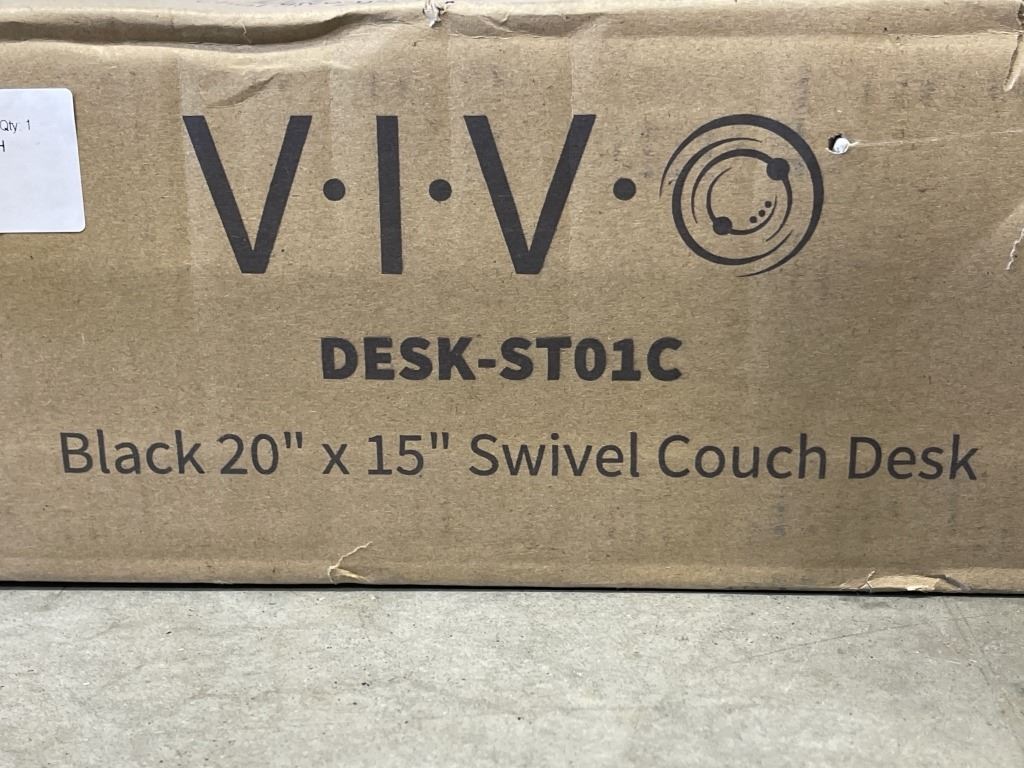 Qty: 1
H
V·I·V·O
DESK-ST01C
Black 20" x 15" Swivel Couch Desk